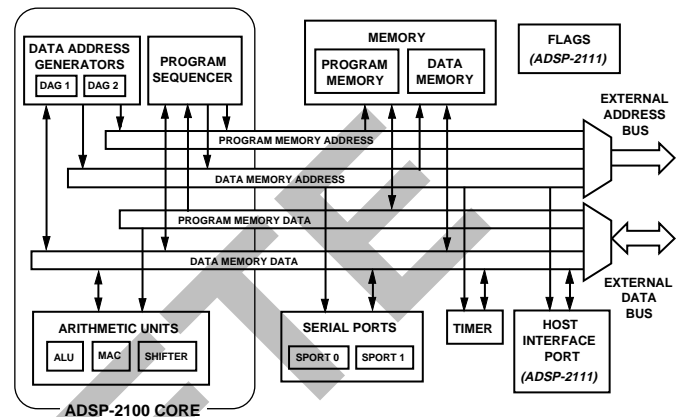 DATA ADDRESS
GENERATORS
DAG 1
DAG 2
PROGRAM
SEQUENCER
MEMORY
PROGRAM
MEMORY
DATA
MEMORY
FLAGS
(ADSP-2111)
EXTERNAL
ADDRESS
BUS
PROGRAM MEMORY ADDRESS
DATA MEMORY ADDRESS
PROGRAM MEMORY DATA
DATA MEMORY DATA
EXTERNAL
DATA
BUS
ARITHMETIC UNITS
ALU
MAC
SHIFTER
SERIAL PORTS
SPORT 0
SPORT 1
TIMER
HOST
INTERFACE
PORT
(ADSP-2111)
ADSP-2100 CORE
ETE